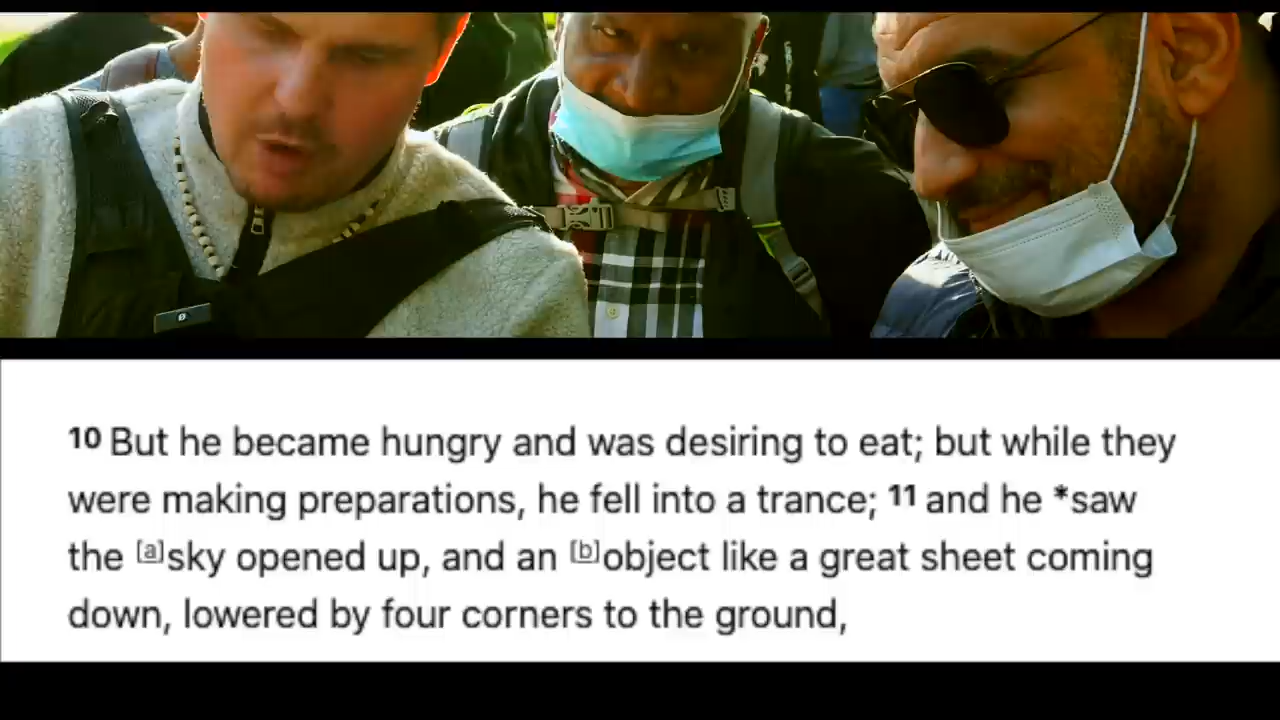 10 But he became hungry and was desiring to eat; but while they
were making preparations, he fell into a trance; 11 and he *saw
the [a]sky opened up, and an [b]object like a great sheet coming
down, lowered by four corners to the ground,